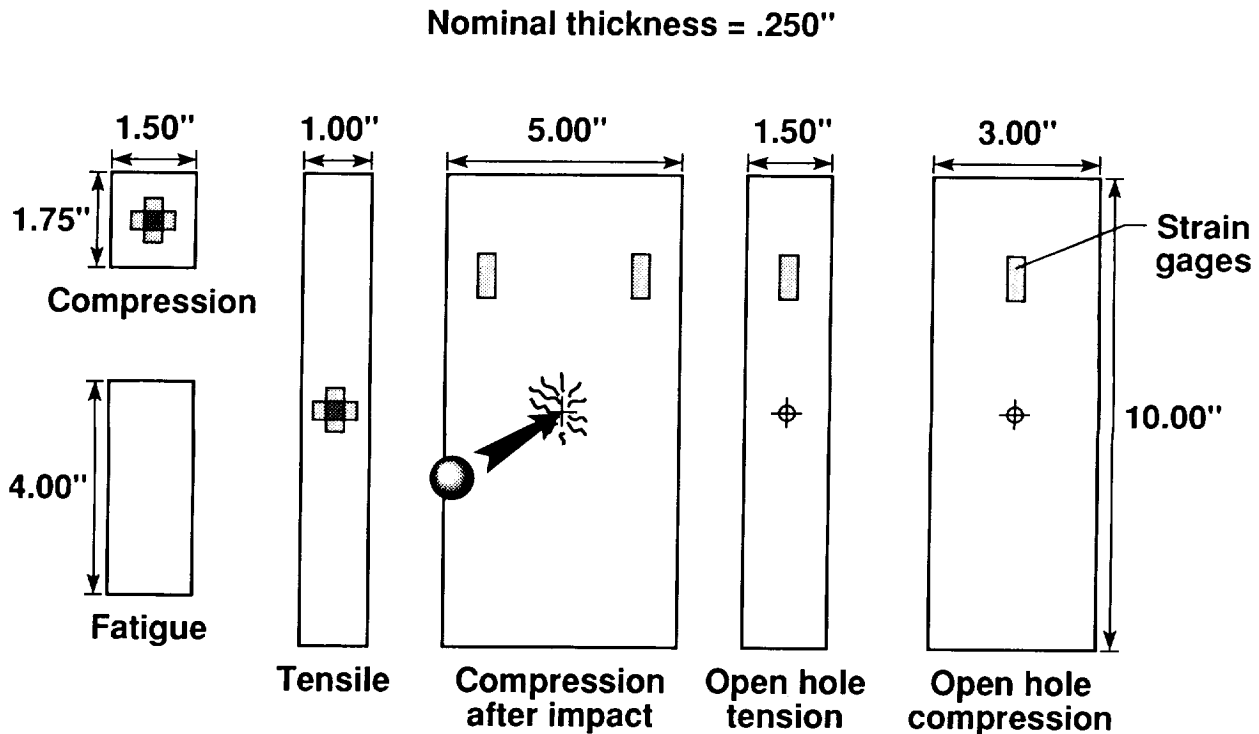 Nominal thickness = .250"
1.50"
1.00"
5.00"
1.50"
3.00"
1.75"
Strain
gages
Compression
10.00"
4.00"
Fatigue
Tensile
Compression
after impact
Open hole
tension
Open hole
compression